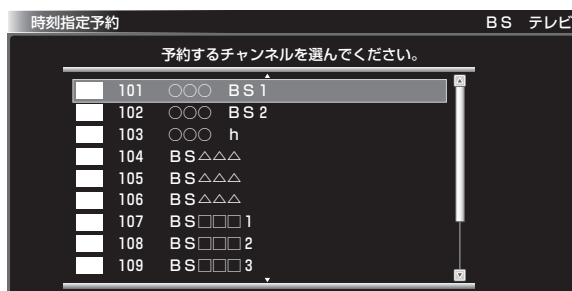 時刻指定予約 BS テレビ
予約するチャンネルを選んでください。
101 ○○○ BS1
102 ○○○ BS2
103 ○○○ h
104 BS△△△
105 BS△△△
106 BS△△△
107 BS□□□1
108 BS□□□2
109 BS□□□3